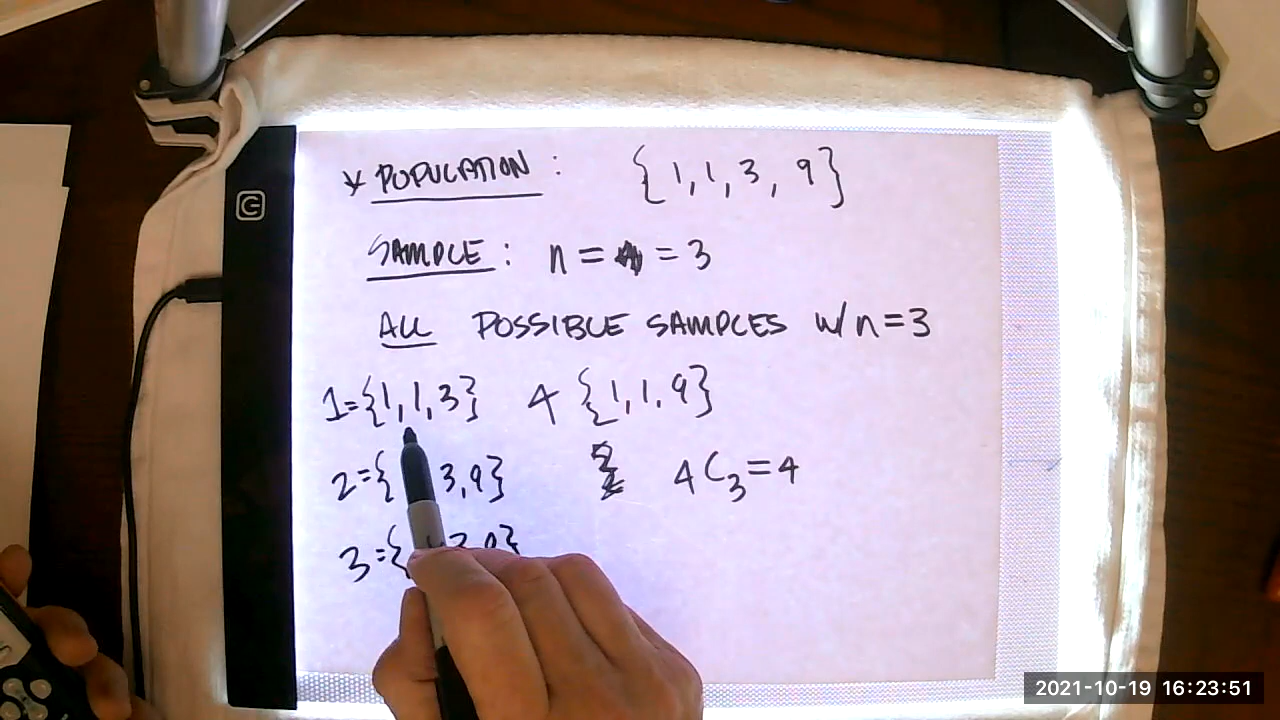 * POPULATION : {1,1,3,9}
SAMPLE : n = = 3
ALL POSSIBLE SAMPLES w/ n=3
1={1,1,3} 4 {1,1,9}
2={ 3,9} 4C3=4
3={
2021-10-19 16:23:51